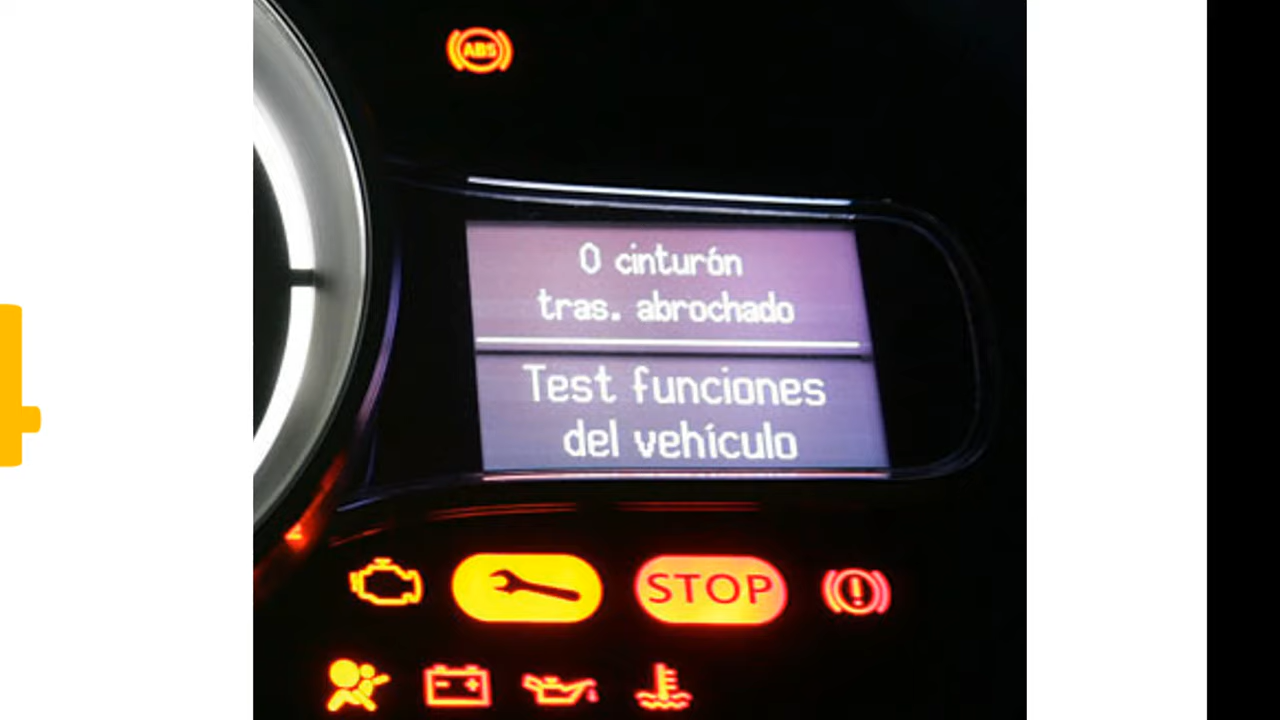 ABS
0 cinturón
tras. abrochado
Test funciones
del vehículo
STOP